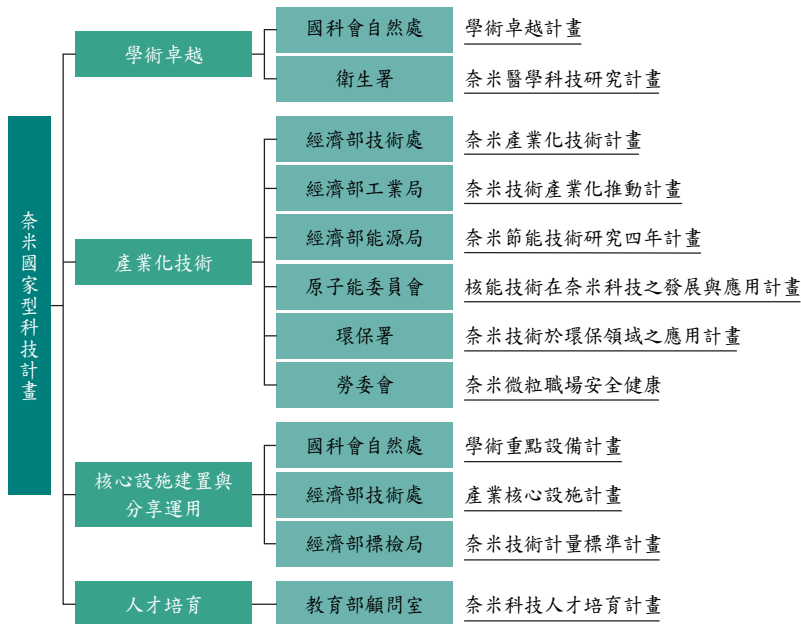 奈米國家型科技計畫
學術卓越
國科會自然處
學術卓越計畫
衛生署
奈米醫學科技研究計畫
產業化技術
經濟部技術處
奈米產業化技術計畫
經濟部工業局
奈米技術產業化推動計畫
經濟部能源局
奈米節能技術研究四年計畫
原子能委員會
核能技術在奈米科技之發展與應用計畫
環保署
奈米技術於環保領域之應用計畫
勞委會
奈米微粒職場安全健康
核心設施建置與
分享運用
國科會自然處
學術重點設備計畫
經濟部技術處
產業核心設施計畫
經濟部標檢局
奈米技術計量標準計畫
人才培育
教育部顧問室
奈米科技人才培育計畫